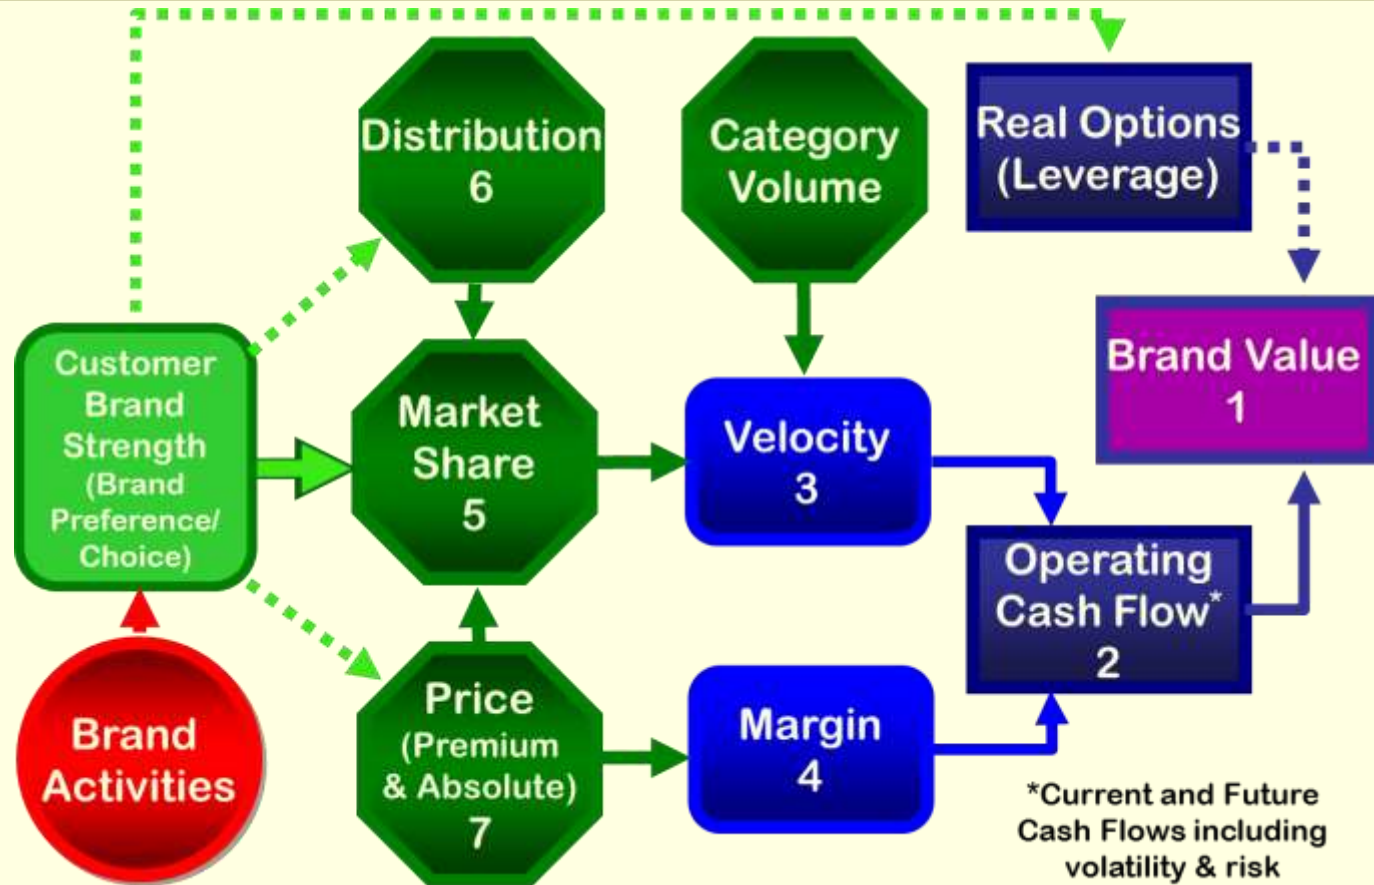 Distribution
6
Category
Volume
Real Options
(Leverage)
Customer
Brand
Strength
(Brand
Preference/
Choice)
Market
Share
5
Velocity
3
Brand Value
1
Operating
Cash Flow*
2
Brand
Activities
Price
(Premium
& Absolute)
7
Margin
4
*Current and Future
Cash Flows including
volatility & risk